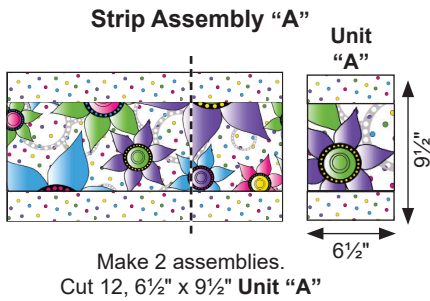 Strip Assembly “A”
Unit
“A”
9½"
6½"
Make 2 assemblies.
Cut 12, 6½" x 9½" Unit “A”